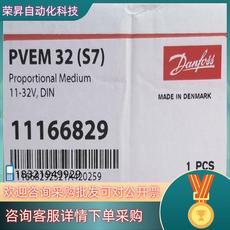 荣昇自动化科技
PVEM 32 (S7)
Proportional Medium
11-32V, DIN
Danfoss
MADE IN DENMARK
11166829
1 PCS
18321949929
欢迎咨询采购批发可对公开票
咨询客服详情下单采购